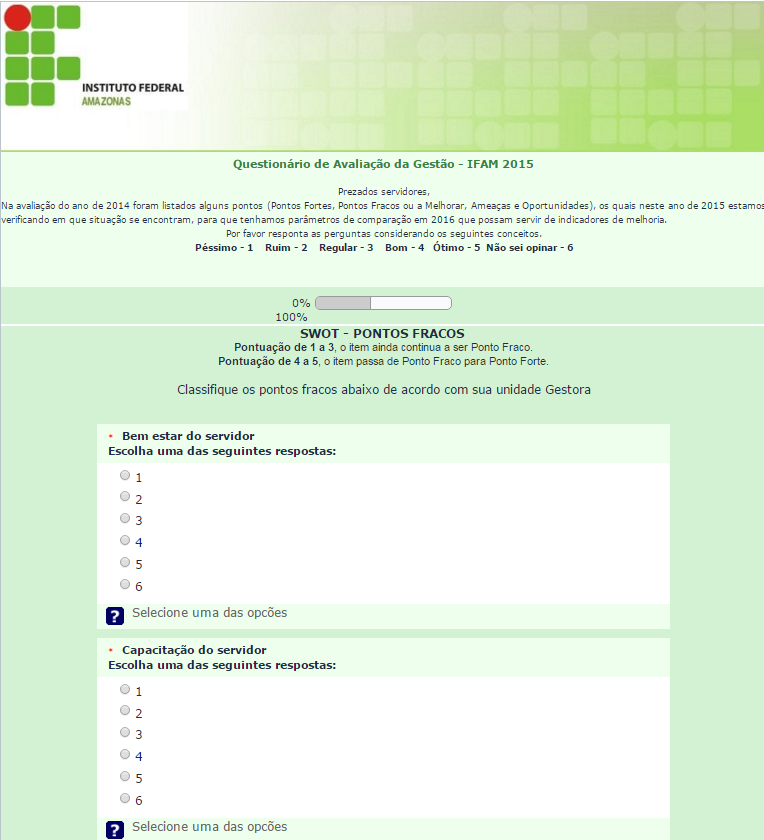 INSTITUTO FEDERAL
AMAZONAS
Questionário de Avaliação da Gestão - IFAM 2015
Prezados servidores,
Na avaliação do ano de 2014 foram listados alguns pontos (Pontos Fortes, Pontos Fracos ou a Melhorar, Ameaças e Oportunidades), os quais neste ano de 2015 estamos
verificando em que situação se encontram, para que tenhamos parâmetros de comparação em 2016 que possam servir de indicadores de melhoria.
Por favor responta as perguntas considerando os seguintes conceitos.
Péssimo - 1 Ruim - 2 Regular - 3 Bom - 4 Ótimo - 5 Não sei opinar - 6
0%
100%
SWOT - PONTOS FRACOS
Pontuação de 1 a 3, o item ainda continua a ser Ponto Fraco.
Pontuação de 4 a 5, o item passa de Ponto Fraco para Ponto Forte.
Classifique os pontos fracos abaixo de acordo com sua unidade Gestora
* Bem estar do servidor
Escolha uma das seguintes respostas:
1
2
3
4
5
6
? Selecione uma das opcões
* Capacitação do servidor
Escolha uma das seguintes respostas:
1
2
3
4
5
6
? Selecione uma das opcões